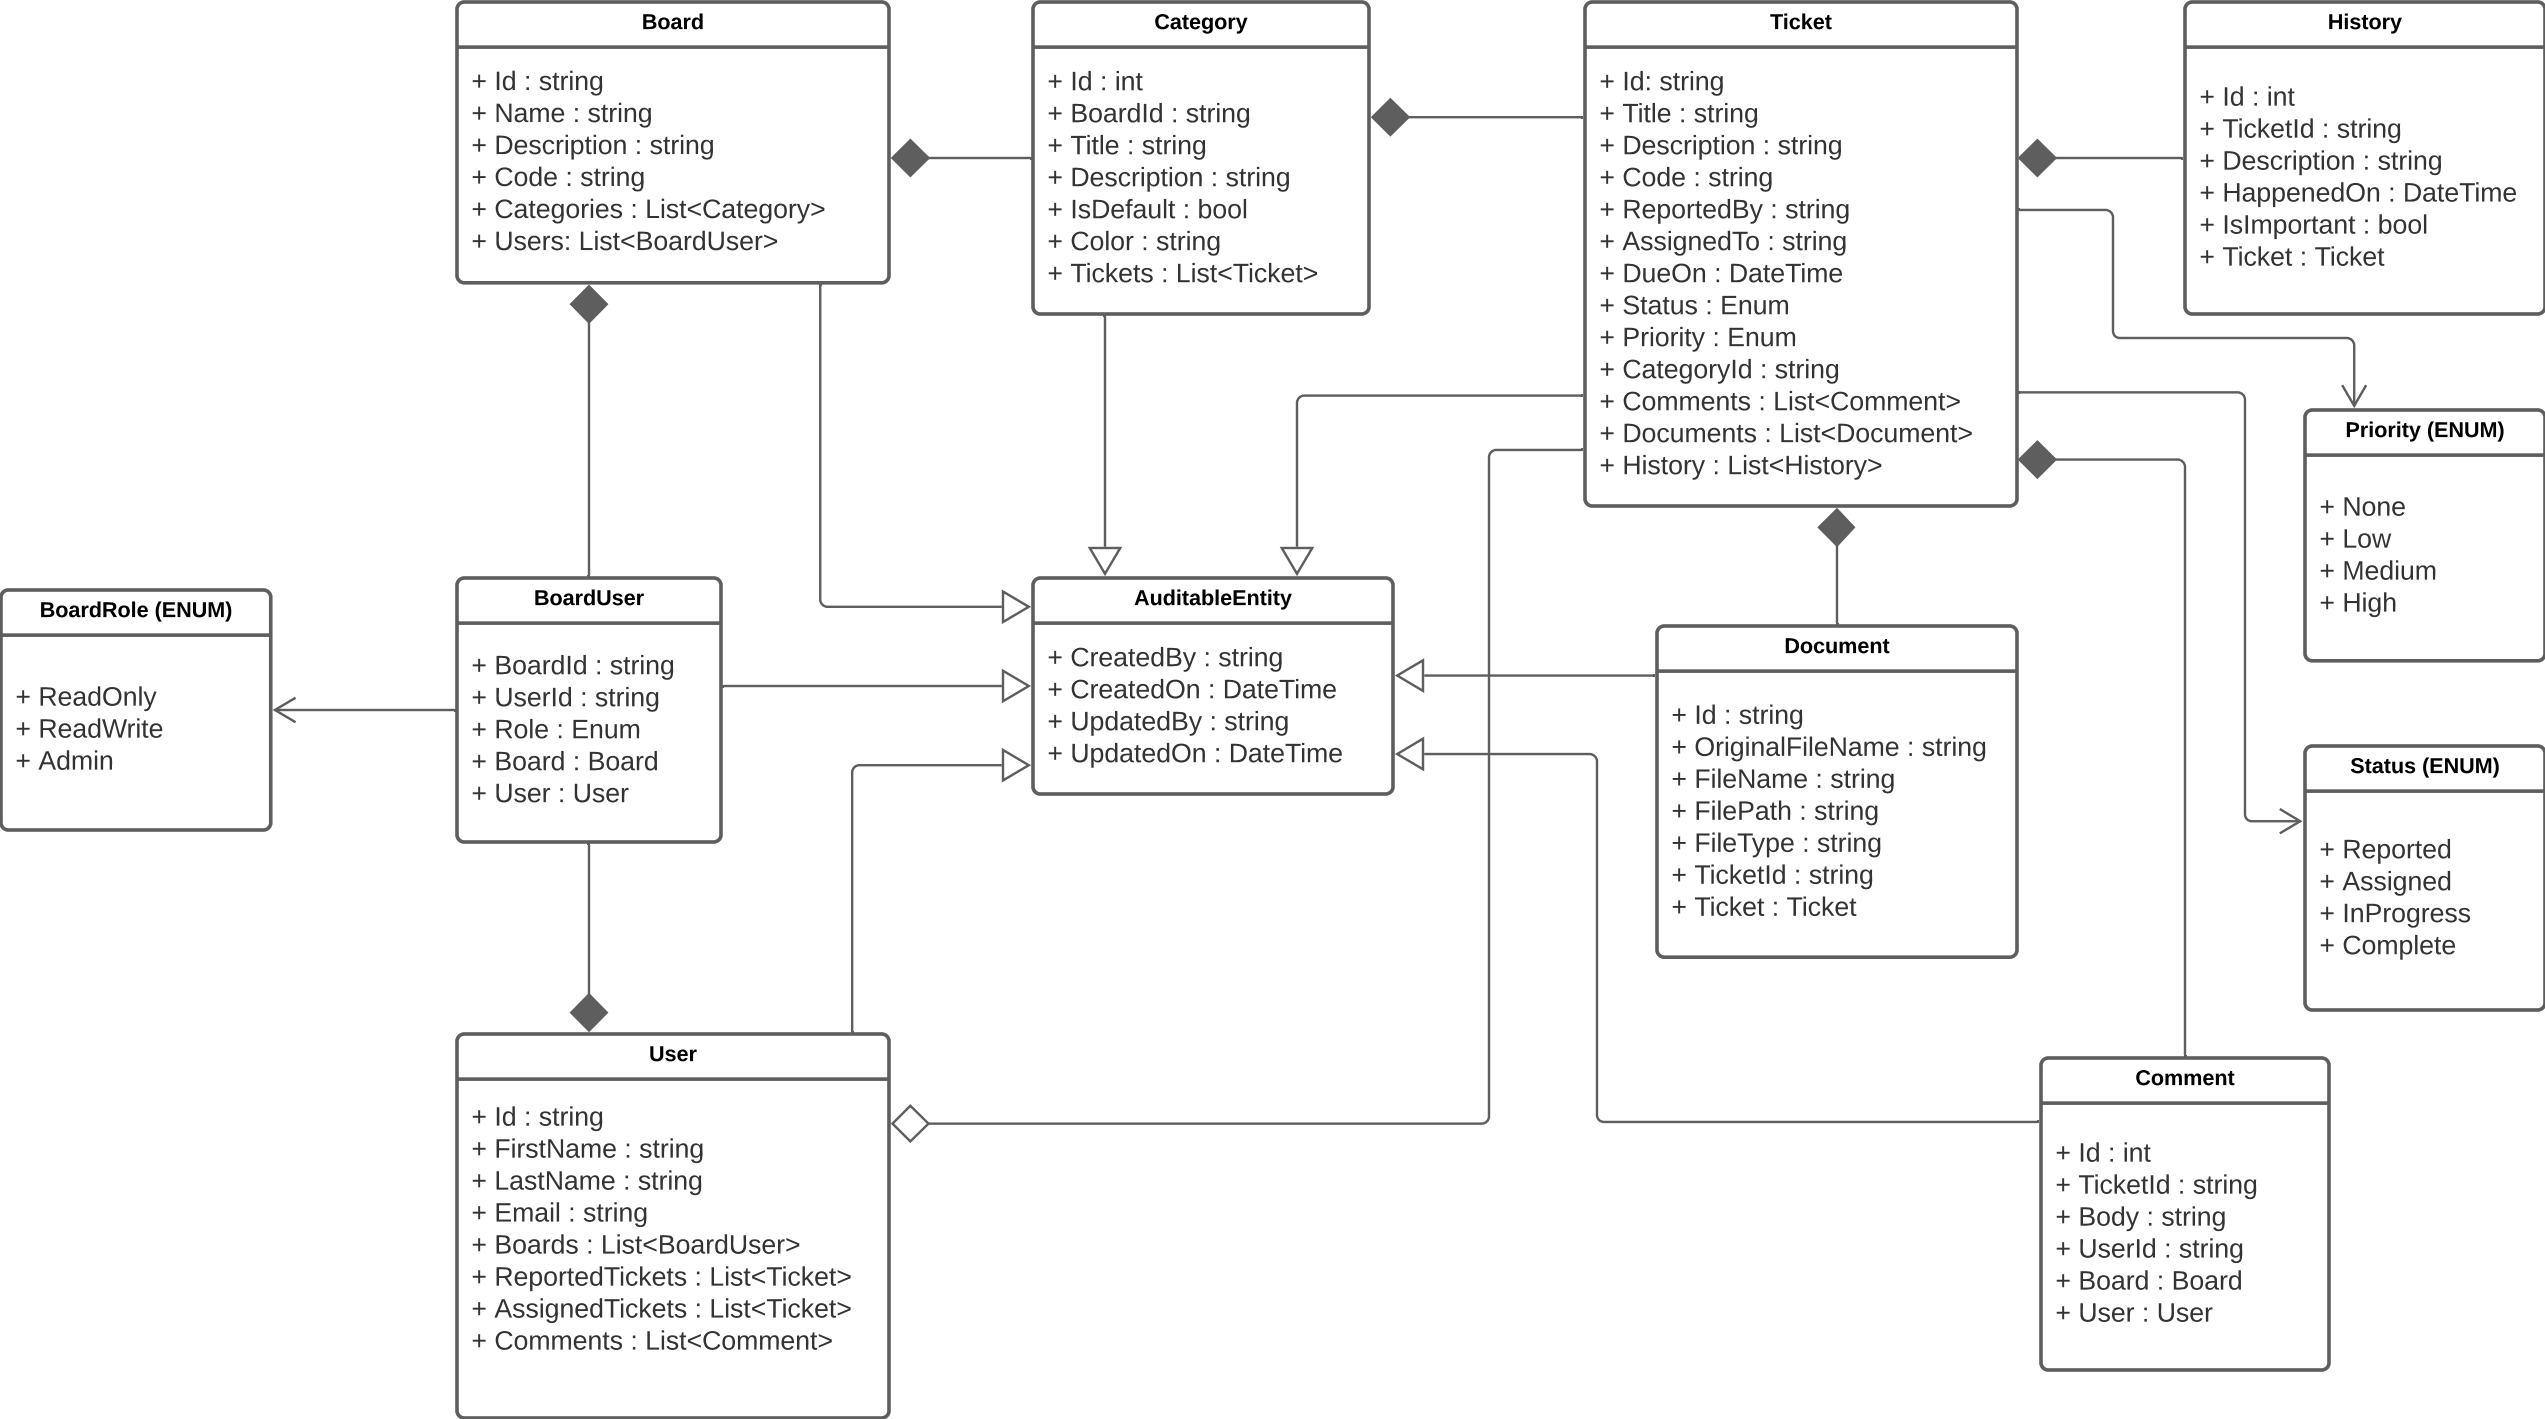 Board
+ Id : string
+ Name : string
+ Description : string
+ Code : string
+ Categories : List<Category>
+ Users: List<BoardUser>
Category
+ Id : int
+ BoardId : string
+ Title : string
+ Description : string
+ IsDefault : bool
+ Color : string
+ Tickets : List<Ticket>
Ticket
+ Id: string
+ Title : string
+ Description : string
+ Code : string
+ ReportedBy : string
+ AssignedTo : string
+ DueOn : DateTime
+ Status : Enum
+ Priority : Enum
+ CategoryId : string
+ Comments : List<Comment>
+ Documents : List<Document>
+ History : List<History>
History
+ Id : int
+ TicketId : string
+ Description : string
+ HappenedOn : DateTime
+ IsImportant : bool
+ Ticket : Ticket
Priority (ENUM)
+ None
+ Low
+ Medium
+ High
BoardRole (ENUM)
+ ReadOnly
+ ReadWrite
+ Admin
BoardUser
+ BoardId : string
+ UserId : string
+ Role : Enum
+ Board : Board
+ User : User
AuditableEntity
+ CreatedBy : string
+ CreatedOn : DateTime
+ UpdatedBy : string
+ UpdatedOn : DateTime
Document
+ Id : string
+ OriginalFileName : string
+ FileName : string
+ FilePath : string
+ FileType : string
+ TicketId : string
+ Ticket : Ticket
Status (ENUM)
+ Reported
+ Assigned
+ InProgress
+ Complete
User
+ Id : string
+ FirstName : string
+ LastName : string
+ Email : string
+ Boards : List<BoardUser>
+ ReportedTickets : List<Ticket>
+ AssignedTickets : List<Ticket>
+ Comments : List<Comment>
Comment
+ Id : int
+ TicketId : string
+ Body : string
+ UserId : string
+ Board : Board
+ User : User